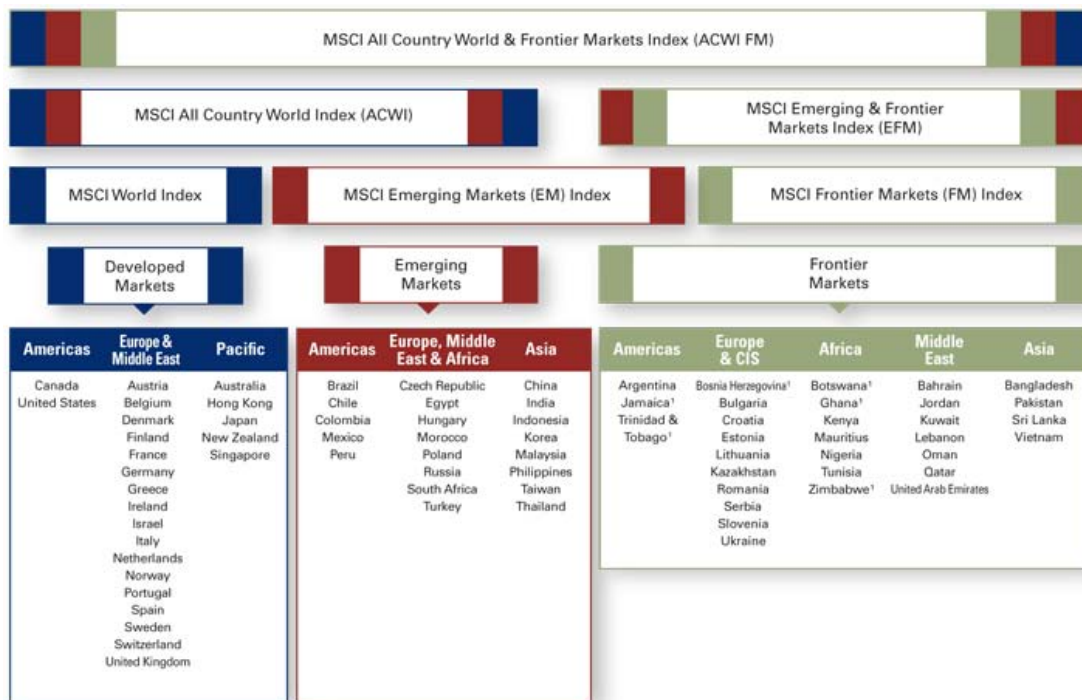 MSCI All Country World & Frontier Markets Index (ACWI FM)
MSCI All Country World Index (ACWI)
MSCI Emerging & Frontier
Markets Index (EFM)
MSCI World Index
MSCI Emerging Markets (EM) Index
MSCI Frontier Markets (FM) Index
Developed
Markets
Emerging
Markets
Frontier
Markets
Americas
Canada
United States
Europe &
Middle East
Austria
Belgium
Denmark
Finland
France
Germany
Greece
Ireland
Israel
Italy
Netherlands
Norway
Portugal
Spain
Sweden
Switzerland
United Kingdom
Pacific
Australia
Hong Kong
Japan
New Zealand
Singapore
Americas
Brazil
Chile
Colombia
Mexico
Peru
Europe, Middle
East & Africa
Czech Republic
Egypt
Hungary
Morocco
Poland
Russia
South Africa
Turkey
Asia
China
India
Indonesia
Korea
Malaysia
Philippines
Taiwan
Thailand
Americas
Argentina
Jamaica¹
Trinidad &
Tobago¹
Europe
& CIS
Bosnia Herzegovina¹
Bulgaria
Croatia
Estonia
Lithuania
Kazakhstan
Romania
Serbia
Slovenia
Ukraine
Africa
Botswana¹
Ghana¹
Kenya
Mauritius
Nigeria
Tunisia
Zimbabwe¹
Middle
East
Bahrain
Jordan
Kuwait
Lebanon
Oman
Qatar
United Arab Emirates
Asia
Bangladesh
Pakistan
Sri Lanka
Vietnam